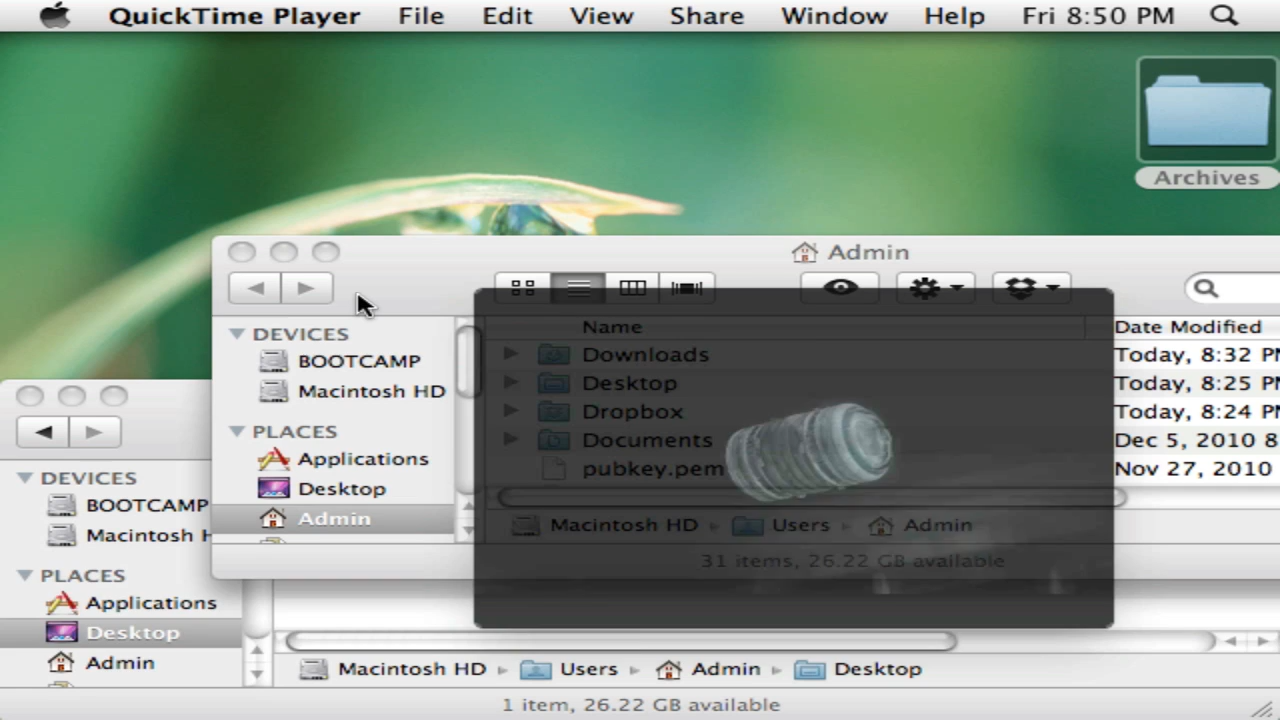 QuickTime Player File Edit View Share Window Help Fri 8:50 PM
Archives
Admin
DEVICES
BOOTCAMP
Macintosh HD
PLACES
Applications
Desktop
Admin
Name Date Modified
Downloads Today, 8:32 PM
Desktop Today, 8:25 PM
Dropbox Today, 8:24 PM
Documents Dec 5, 2010 8
pubkey.pem Nov 27, 2010
Macintosh HD Users Admin
31 items, 26.22 GB available
DEVICES
BOOTCAMP
Macintosh H
PLACES
Applications
Desktop
Admin
Macintosh HD Users Admin Desktop
1 item, 26.22 GB available